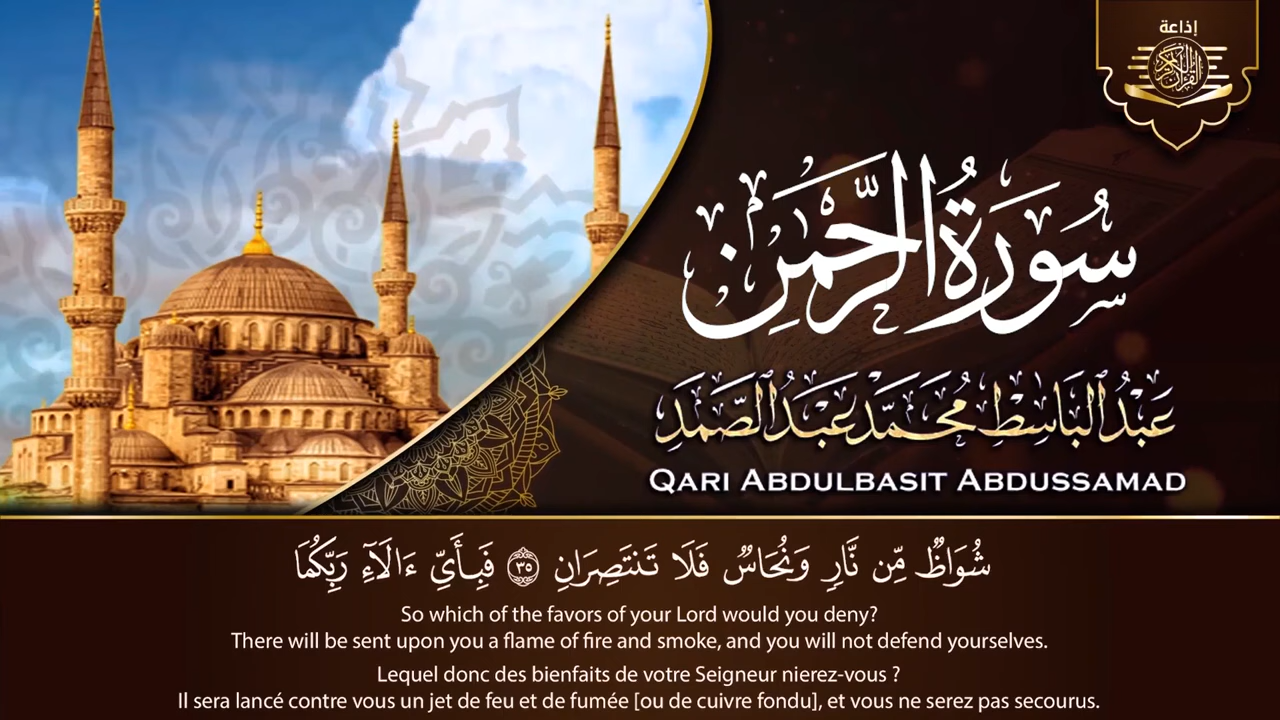 إذاعة
القرآن الكريم
سُورَةُ الرَّحْمٰنِ
عَبْدُ الْبَاسِطِ مُحَمَّدْ عَبْدُ الصَّمَدِ
QARI ABDULBASIT ABDUSSAMAD
شُوَاظٌ مِّن نَّارٍ وَنُحَاسٌ فَلَا تَنتَصِرَانِ ٣٥ فَبِأَيِّ ءَالَآءِ رَبِّكُمَا
So which of the favors of your Lord would you deny?
There will be sent upon you a flame of fire and smoke, and you will not defend yourselves.
Lequel donc des bienfaits de votre Seigneur nierez-vous ?
Il sera lancé contre vous un jet de feu et de fumée [ou de cuivre fondu], et vous ne serez pas secourus.